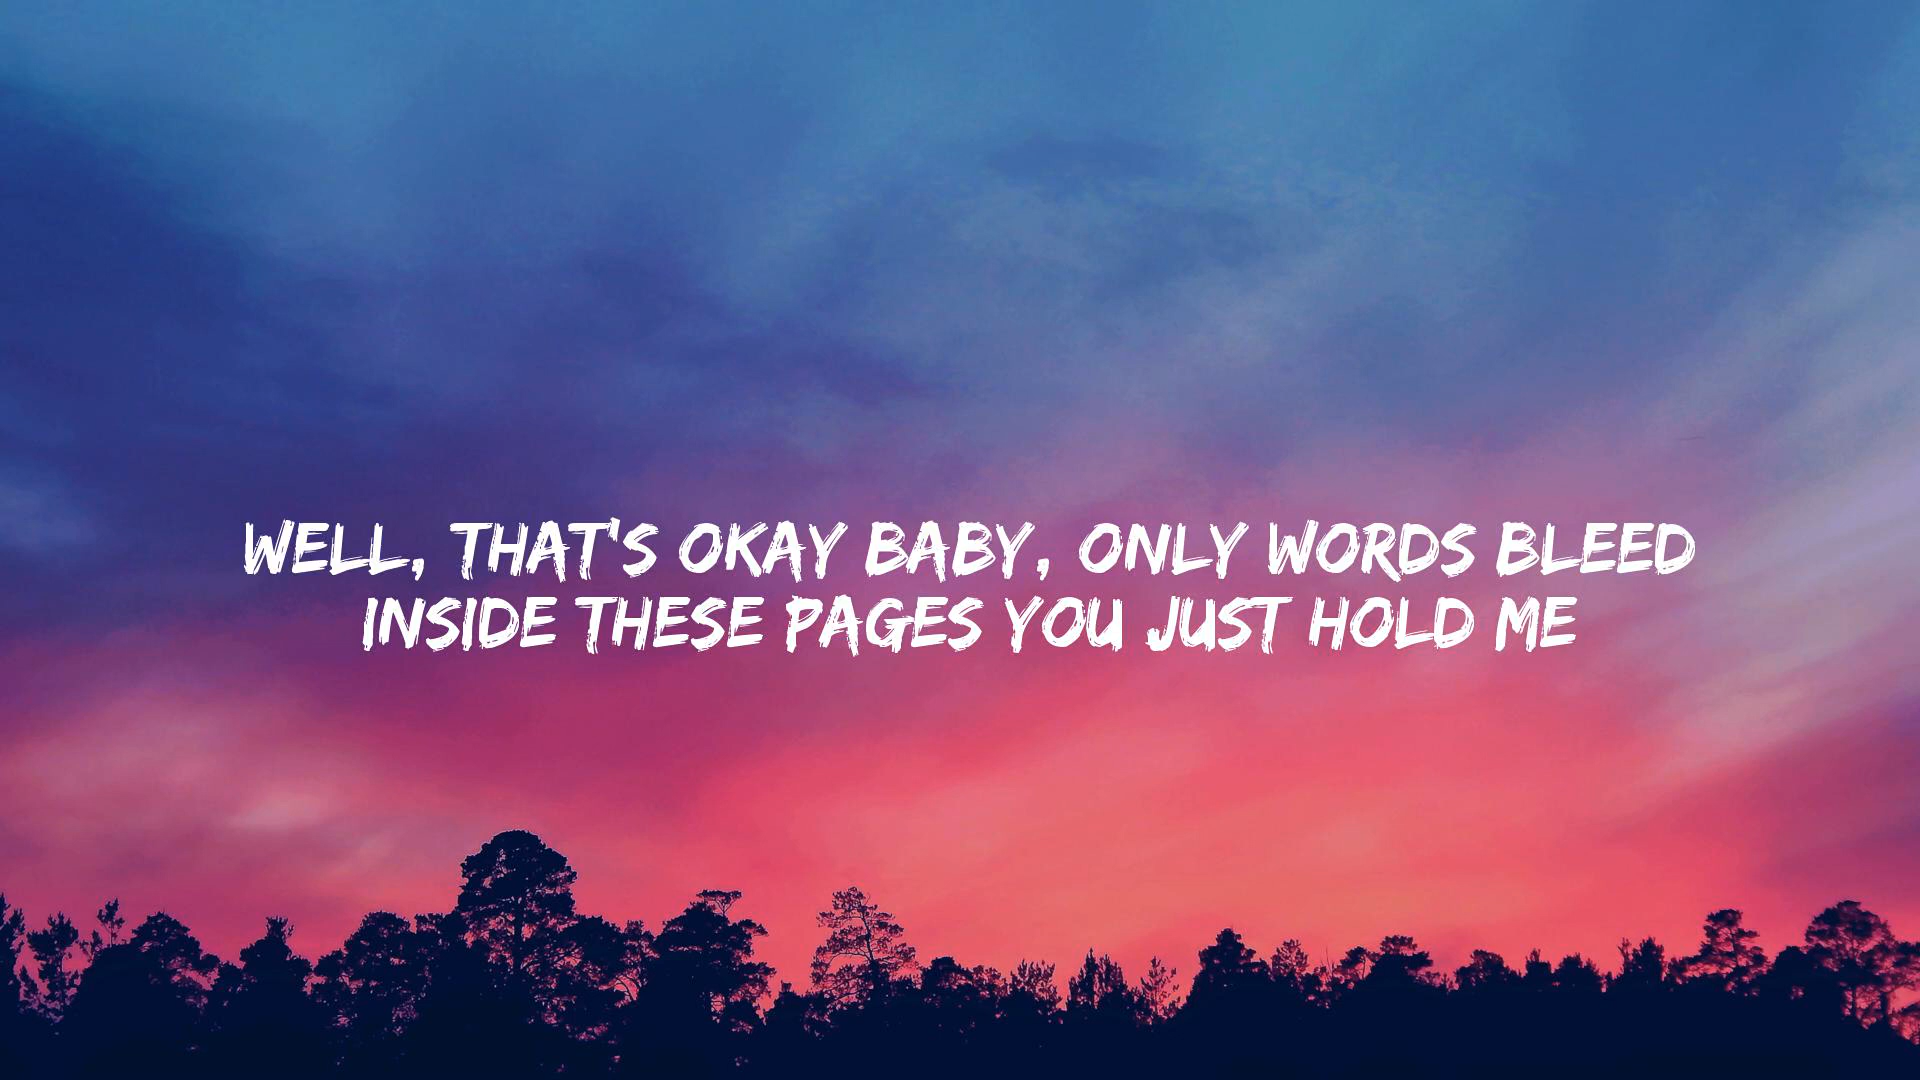 WELL, THAT'S OKAY BABY, ONLY WORDS BLEED
INSIDE THESE PAGES YOU JUST HOLD ME